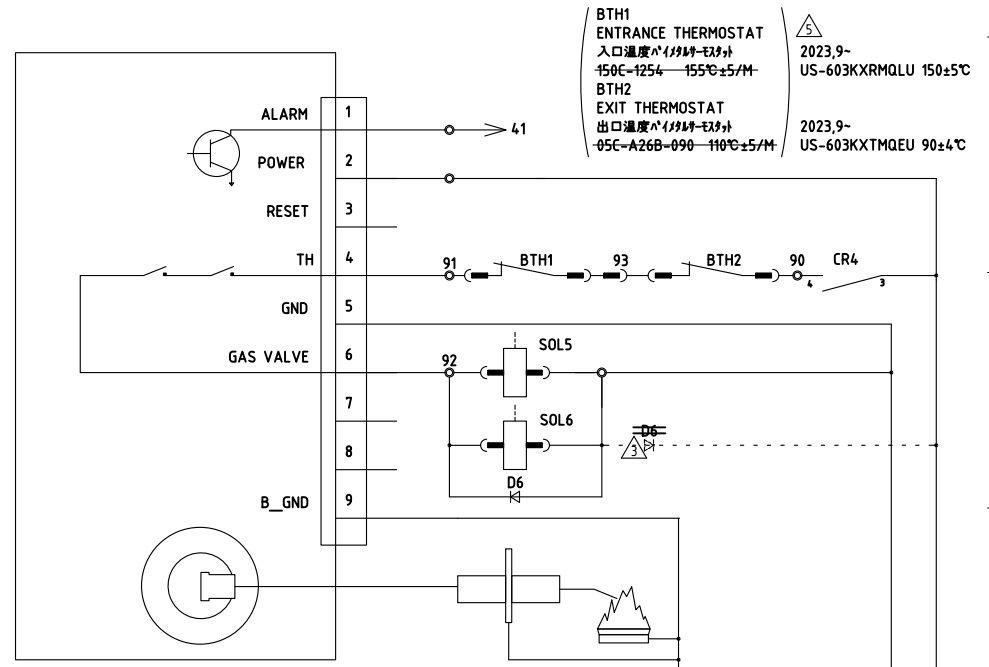 BTH1
ENTRANCE THERMOSTAT
入口温度バイメタルサーモスタット
150C-1254 155℃±5/M
BTH2
EXIT THERMOSTAT
出口温度バイメタルサーモスタット
05C-A26B-090 110℃±5/M
5
2023,9~
US-603KXRMQLU 150±5℃
2023,9~
US-603KXTMQEU 90±4℃
ALARM 1
41
POWER 2
RESET 3
TH 4
91 BTH1 93 BTH2 90 CR4
4 3
GND 5
GAS VALVE 6
92 SOL5
7
SOL6
D6
3
8
D6
B_GND 9